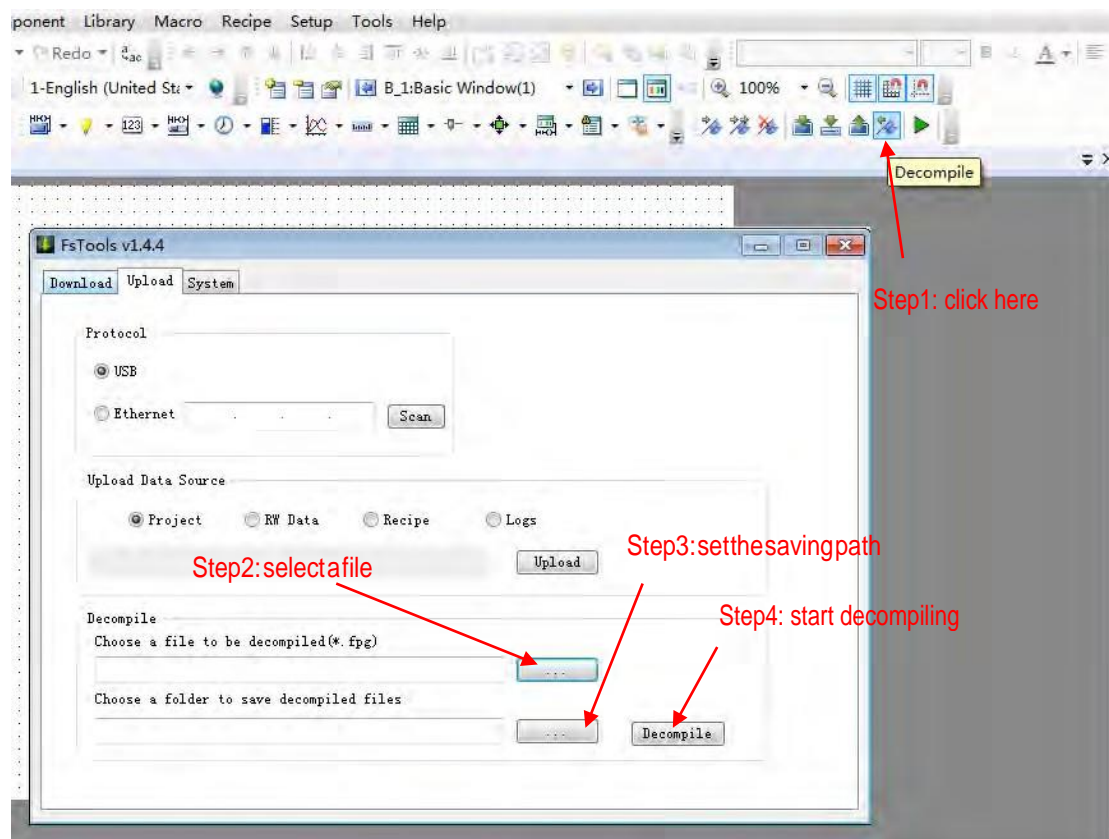 ponent Library Macro Recipe Setup Tools Help
Redo
1-English (United Sta B_1:Basic Window(1) 100%
123
Decompile
FsTools v1.4.4
Download Upload System
Step1: click here
Protocol
USB
Ethernet . . . Scan
Upload Data Source
Project RW Data Recipe Logs
Step3:setthesavingpath
Step2:selectafile
Upload
Step4: start decompiling
Decompile
Choose a file to be decompiled(*.fpg)
...
Choose a folder to save decompiled files
... Decompile